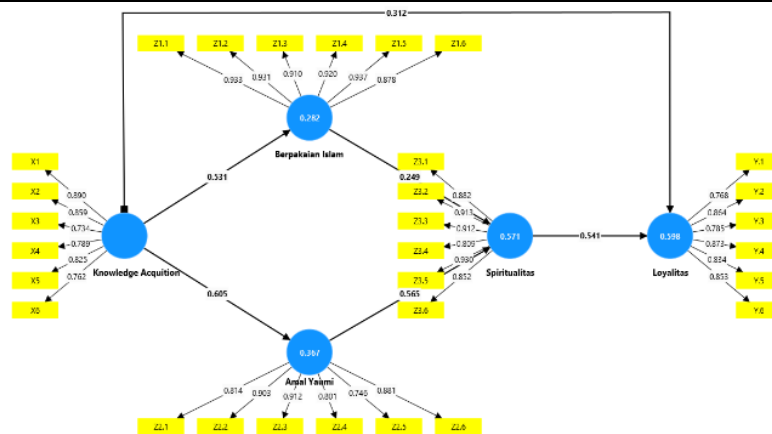 0.312
Z1.1 Z1.2 Z1.3 Z1.4 Z1.5 Z1.6
0.933 0.931 0.910 0.920 0.937 0.878
0.282
Berpakaian Islam
0.531
0.249
X1
X2
X3
X4
X5
X6
0.890
0.859
0.734
0.789
0.825
0.762
Knowledge Acquition
Z3.1
Z3.2
Z3.3
Z3.4
Z3.5
Z3.6
0.882
0.913
0.912
0.809
0.930
0.852
0.571
Spiritualitas
0.541
0.598
Loyalitas
Y.1
Y.2
Y.3
Y.4
Y.5
Y.6
0.768
0.864
0.785
0.873
0.834
0.853
0.605
0.565
0.367
Amal Yaumi
0.814 0.903 0.912 0.801 0.746 0.881
Z2.1 Z2.2 Z2.3 Z2.4 Z2.5 Z2.6